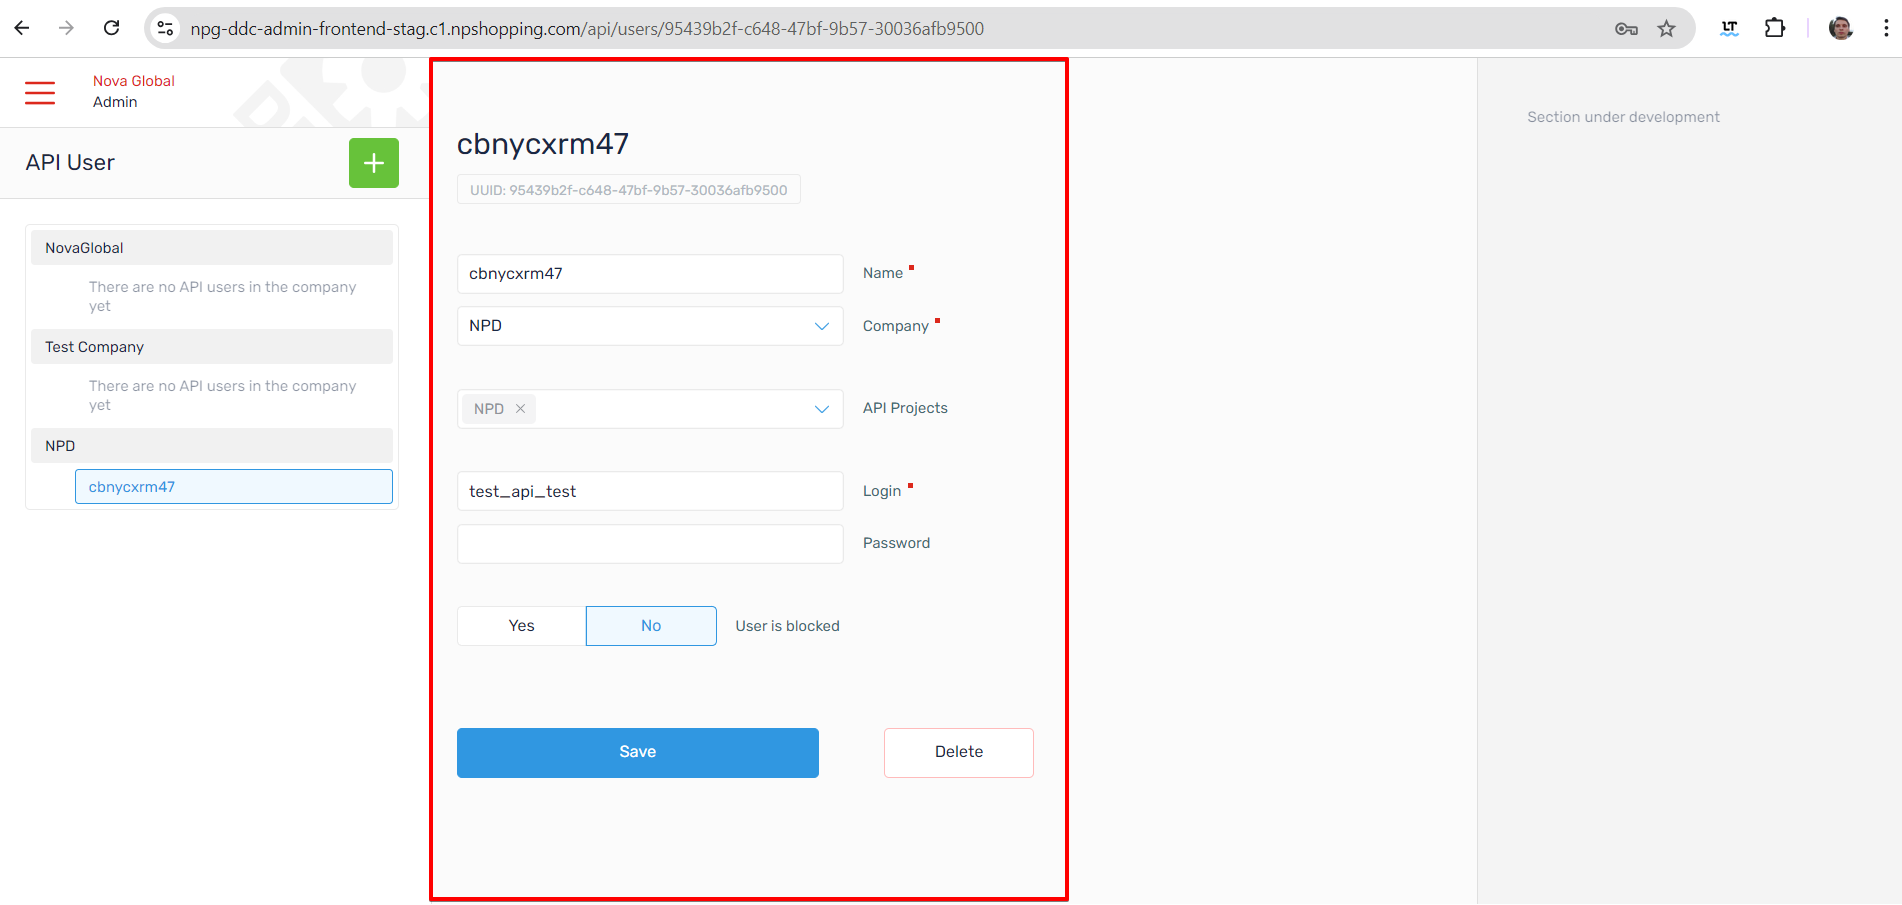 npg-ddc-admin-frontend-stag.c1.npshopping.com/api/users/95439b2f-c648-47bf-9b57-30036afb9500
LT
Nova Global
Admin
API User
+
NovaGlobal
There are no API users in the company
yet
Test Company
There are no API users in the company
yet
NPD
cbnycxrm47
cbnycxrm47
UUID: 95439b2f-c648-47bf-9b57-30036afb9500
cbnycxrm47 Name
NPD Company
NPD × API Projects
test_api_test Login
Password
Yes No User is blocked
Save Delete
Section under development